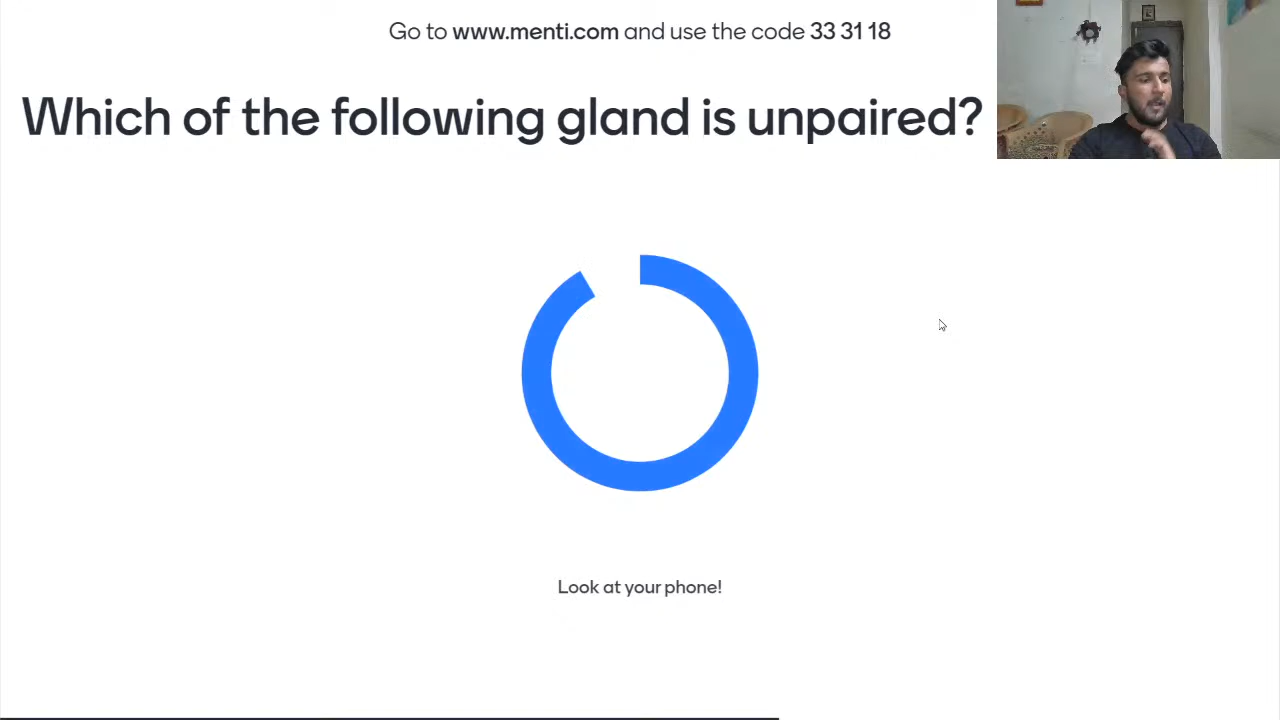 Go to www.menti.com and use the code 33 31 18
Which of the following gland is unpaired?
Look at your phone!